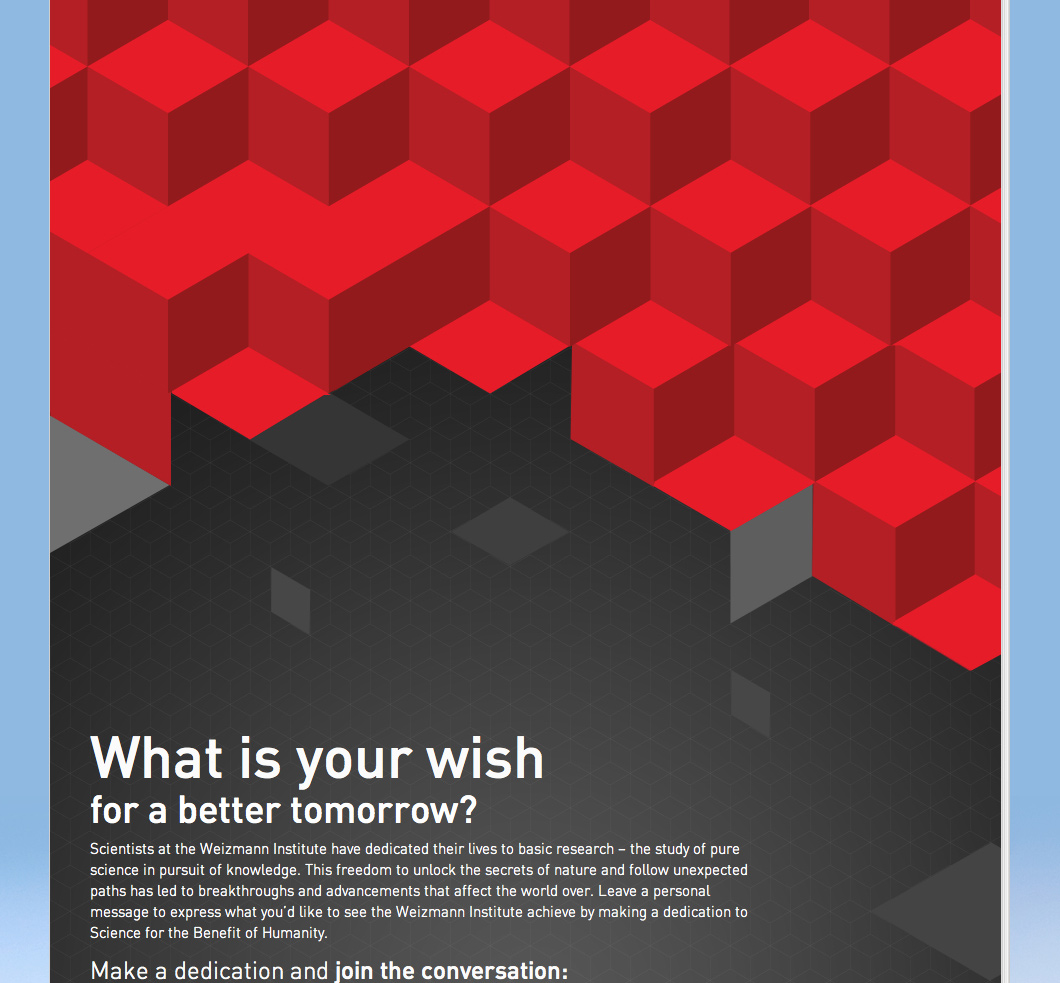 What is your wish
for a better tomorrow?
Scientists at the Weizmann Institute have dedicated their lives to basic research – the study of pure
science in pursuit of knowledge. This freedom to unlock the secrets of nature and follow unexpected
paths has led to breakthroughs and advancements that affect the world over. Leave a personal
message to express what you’d like to see the Weizmann Institute achieve by making a dedication to
Science for the Benefit of Humanity.
Make a dedication and join the conversation: